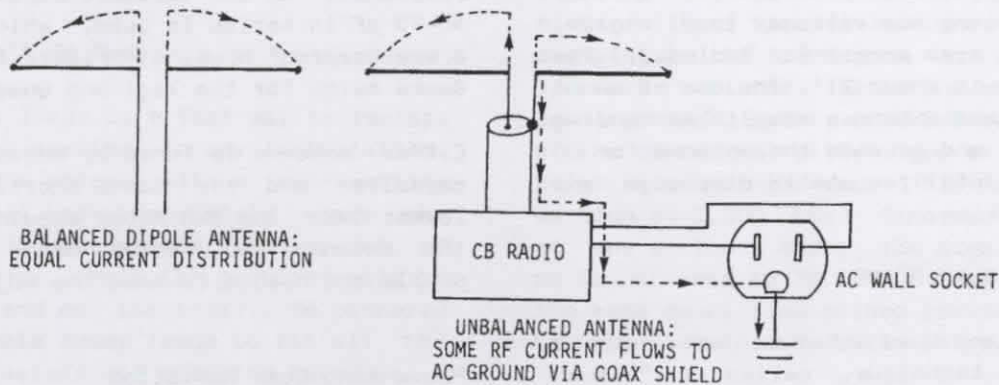 BALANCED DIPOLE ANTENNA:
EQUAL CURRENT DISTRIBUTION
CB RADIO
AC WALL SOCKET
UNBALANCED ANTENNA:
SOME RF CURRENT FLOWS TO
AC GROUND VIA COAX SHIELD